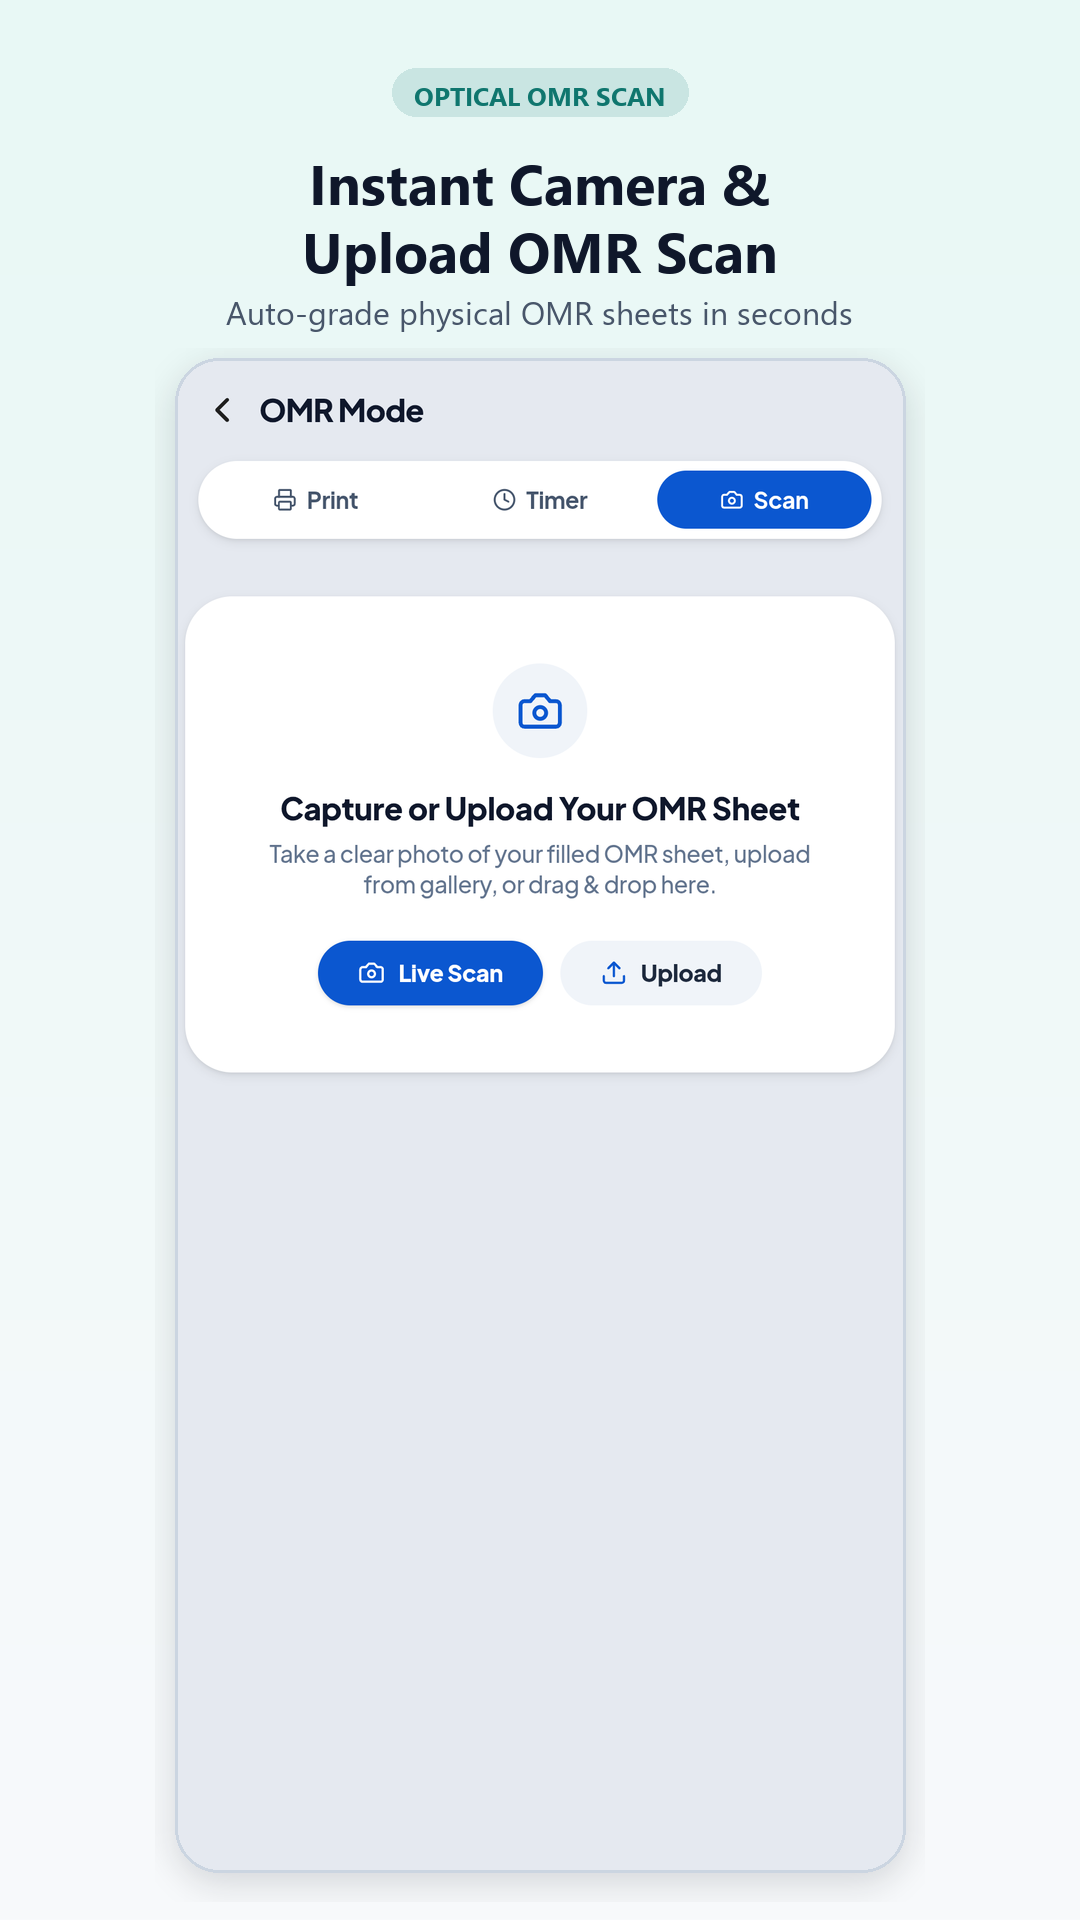 OPTICAL OMR SCAN
Instant Camera &
Upload OMR Scan
Auto-grade physical OMR sheets in seconds
OMR Mode
Print
Timer
Scan
Capture or Upload Your OMR Sheet
Take a clear photo of your filled OMR sheet, upload
from gallery, or drag & drop here.
Live Scan
Upload